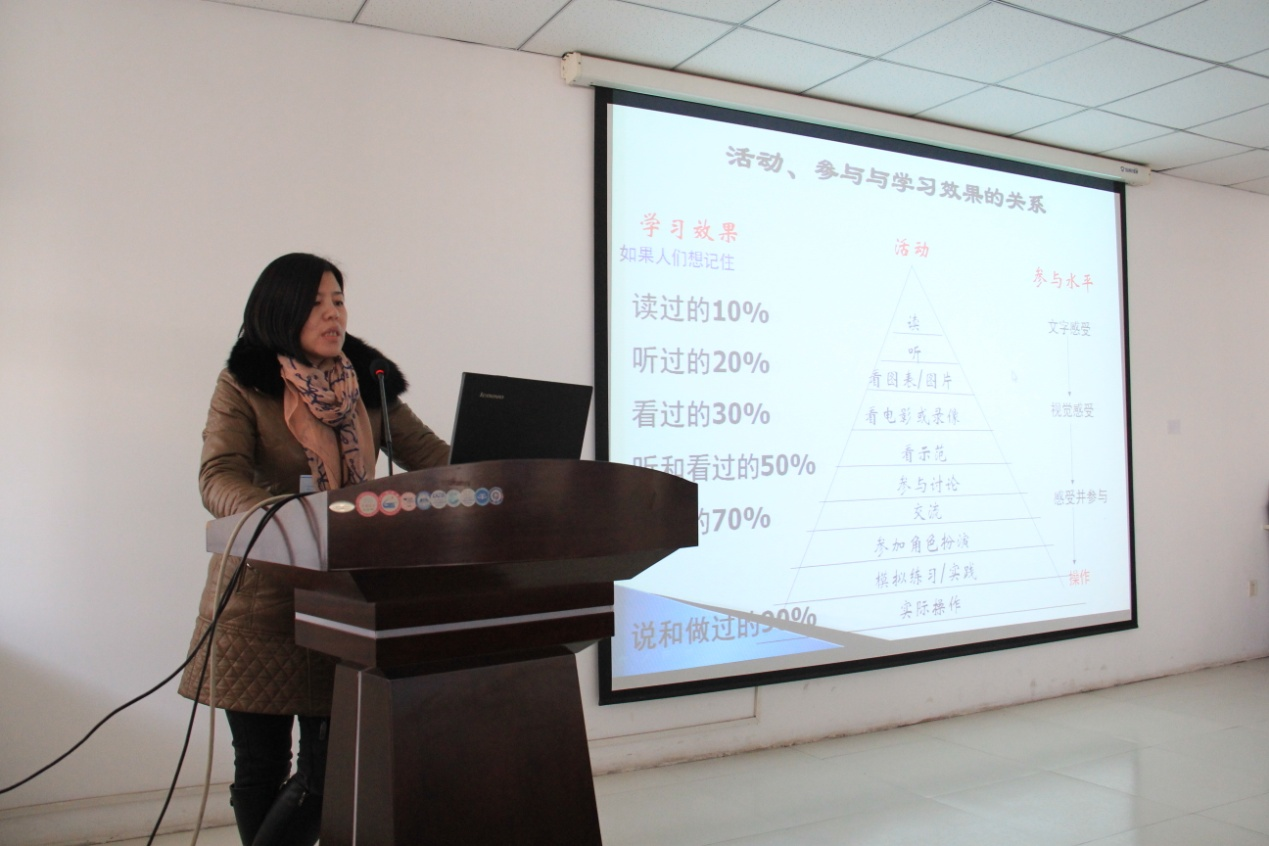 活动、参与与学习效果的关系
学习效果
如果人们想记住
读过的10%
听过的20%
看过的30%
听和看过的50%
的70%
说和做过的90%
活动
读
听
看图表/图片
看电影或录像
看示范
参与讨论
交流
参加角色扮演
模拟练习/实践
实际操作
参与水平
文字感受
视觉感受
感受并参与
操作
lenovo